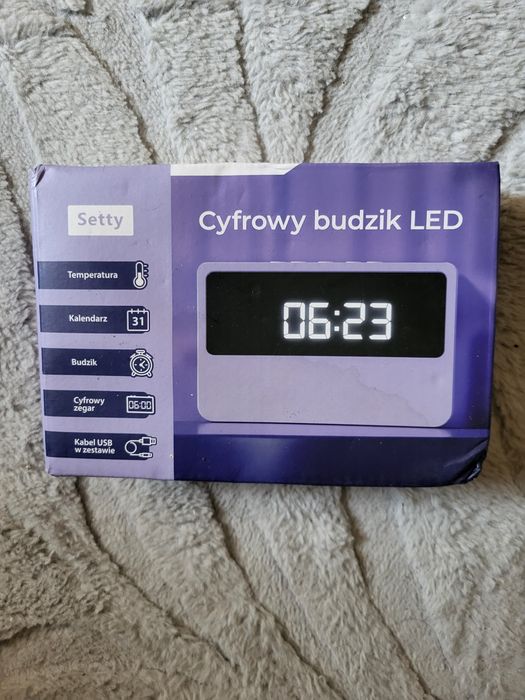 Setty
Cyfrowy budzik LED
Temperatura
Kalendarz
31
Budzik
Cyfrowy
zegar
06:00
Kabel USB
w zestawie
06:23